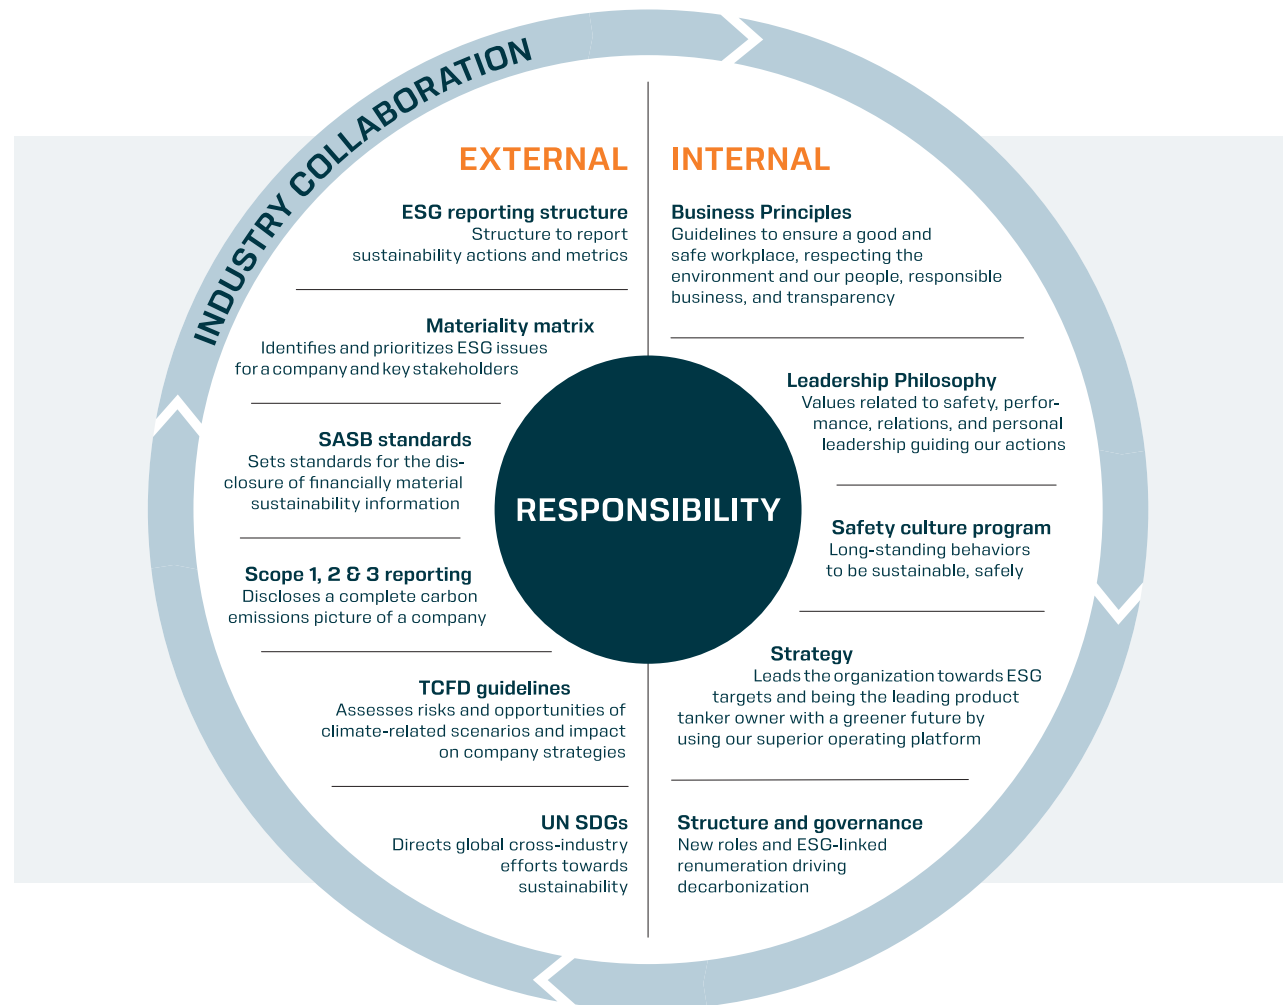 INDUSTRY COLLABORATION
EXTERNAL
ESG reporting structure
Structure to report
sustainability actions and metrics
Materiality matrix
Identifies and prioritizes ESG issues
for a company and key stakeholders
SASB standards
Sets standards for the dis-
closure of financially material
sustainability information
Scope 1, 2 & 3 reporting
Discloses a complete carbon
emissions picture of a company
TCFD guidelines
Assesses risks and opportunities of
climate-related scenarios and impact
on company strategies
UN SDGs
Directs global cross-industry
efforts towards
sustainability
RESPONSIBILITY
INTERNAL
Business Principles
Guidelines to ensure a good and
safe workplace, respecting the
environment and our people, responsible
business, and transparency
Leadership Philosophy
Values related to safety, perfor-
mance, relations, and personal
leadership guiding our actions
Safety culture program
Long-standing behaviors
to be sustainable, safely
Strategy
Leads the organization towards ESG
targets and being the leading product
tanker owner with a greener future by
using our superior operating platform
Structure and governance
New roles and ESG-linked
renumeration driving
decarbonization